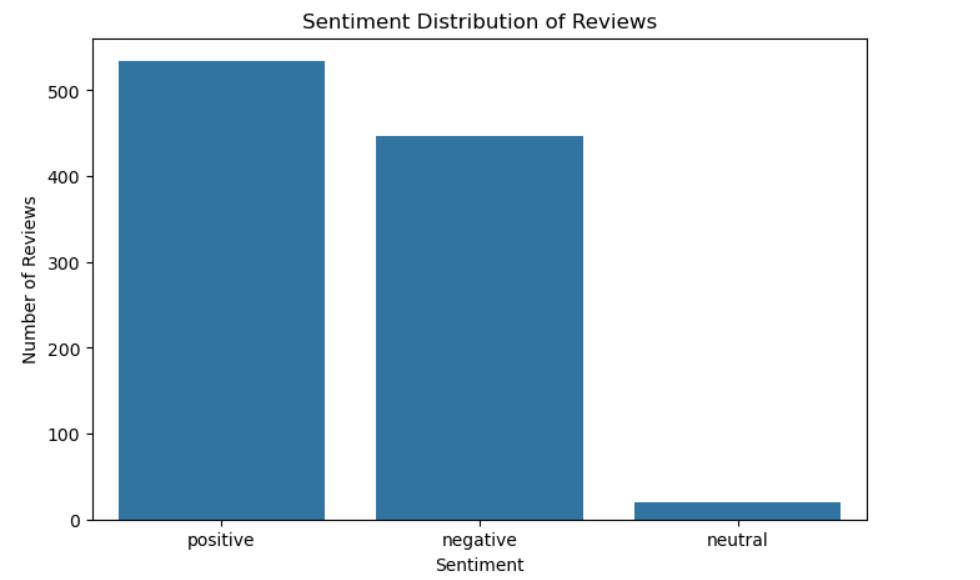 Sentiment Distribution of Reviews
Number of Reviews
500
400
300
200
100
0
positive negative neutral
Sentiment